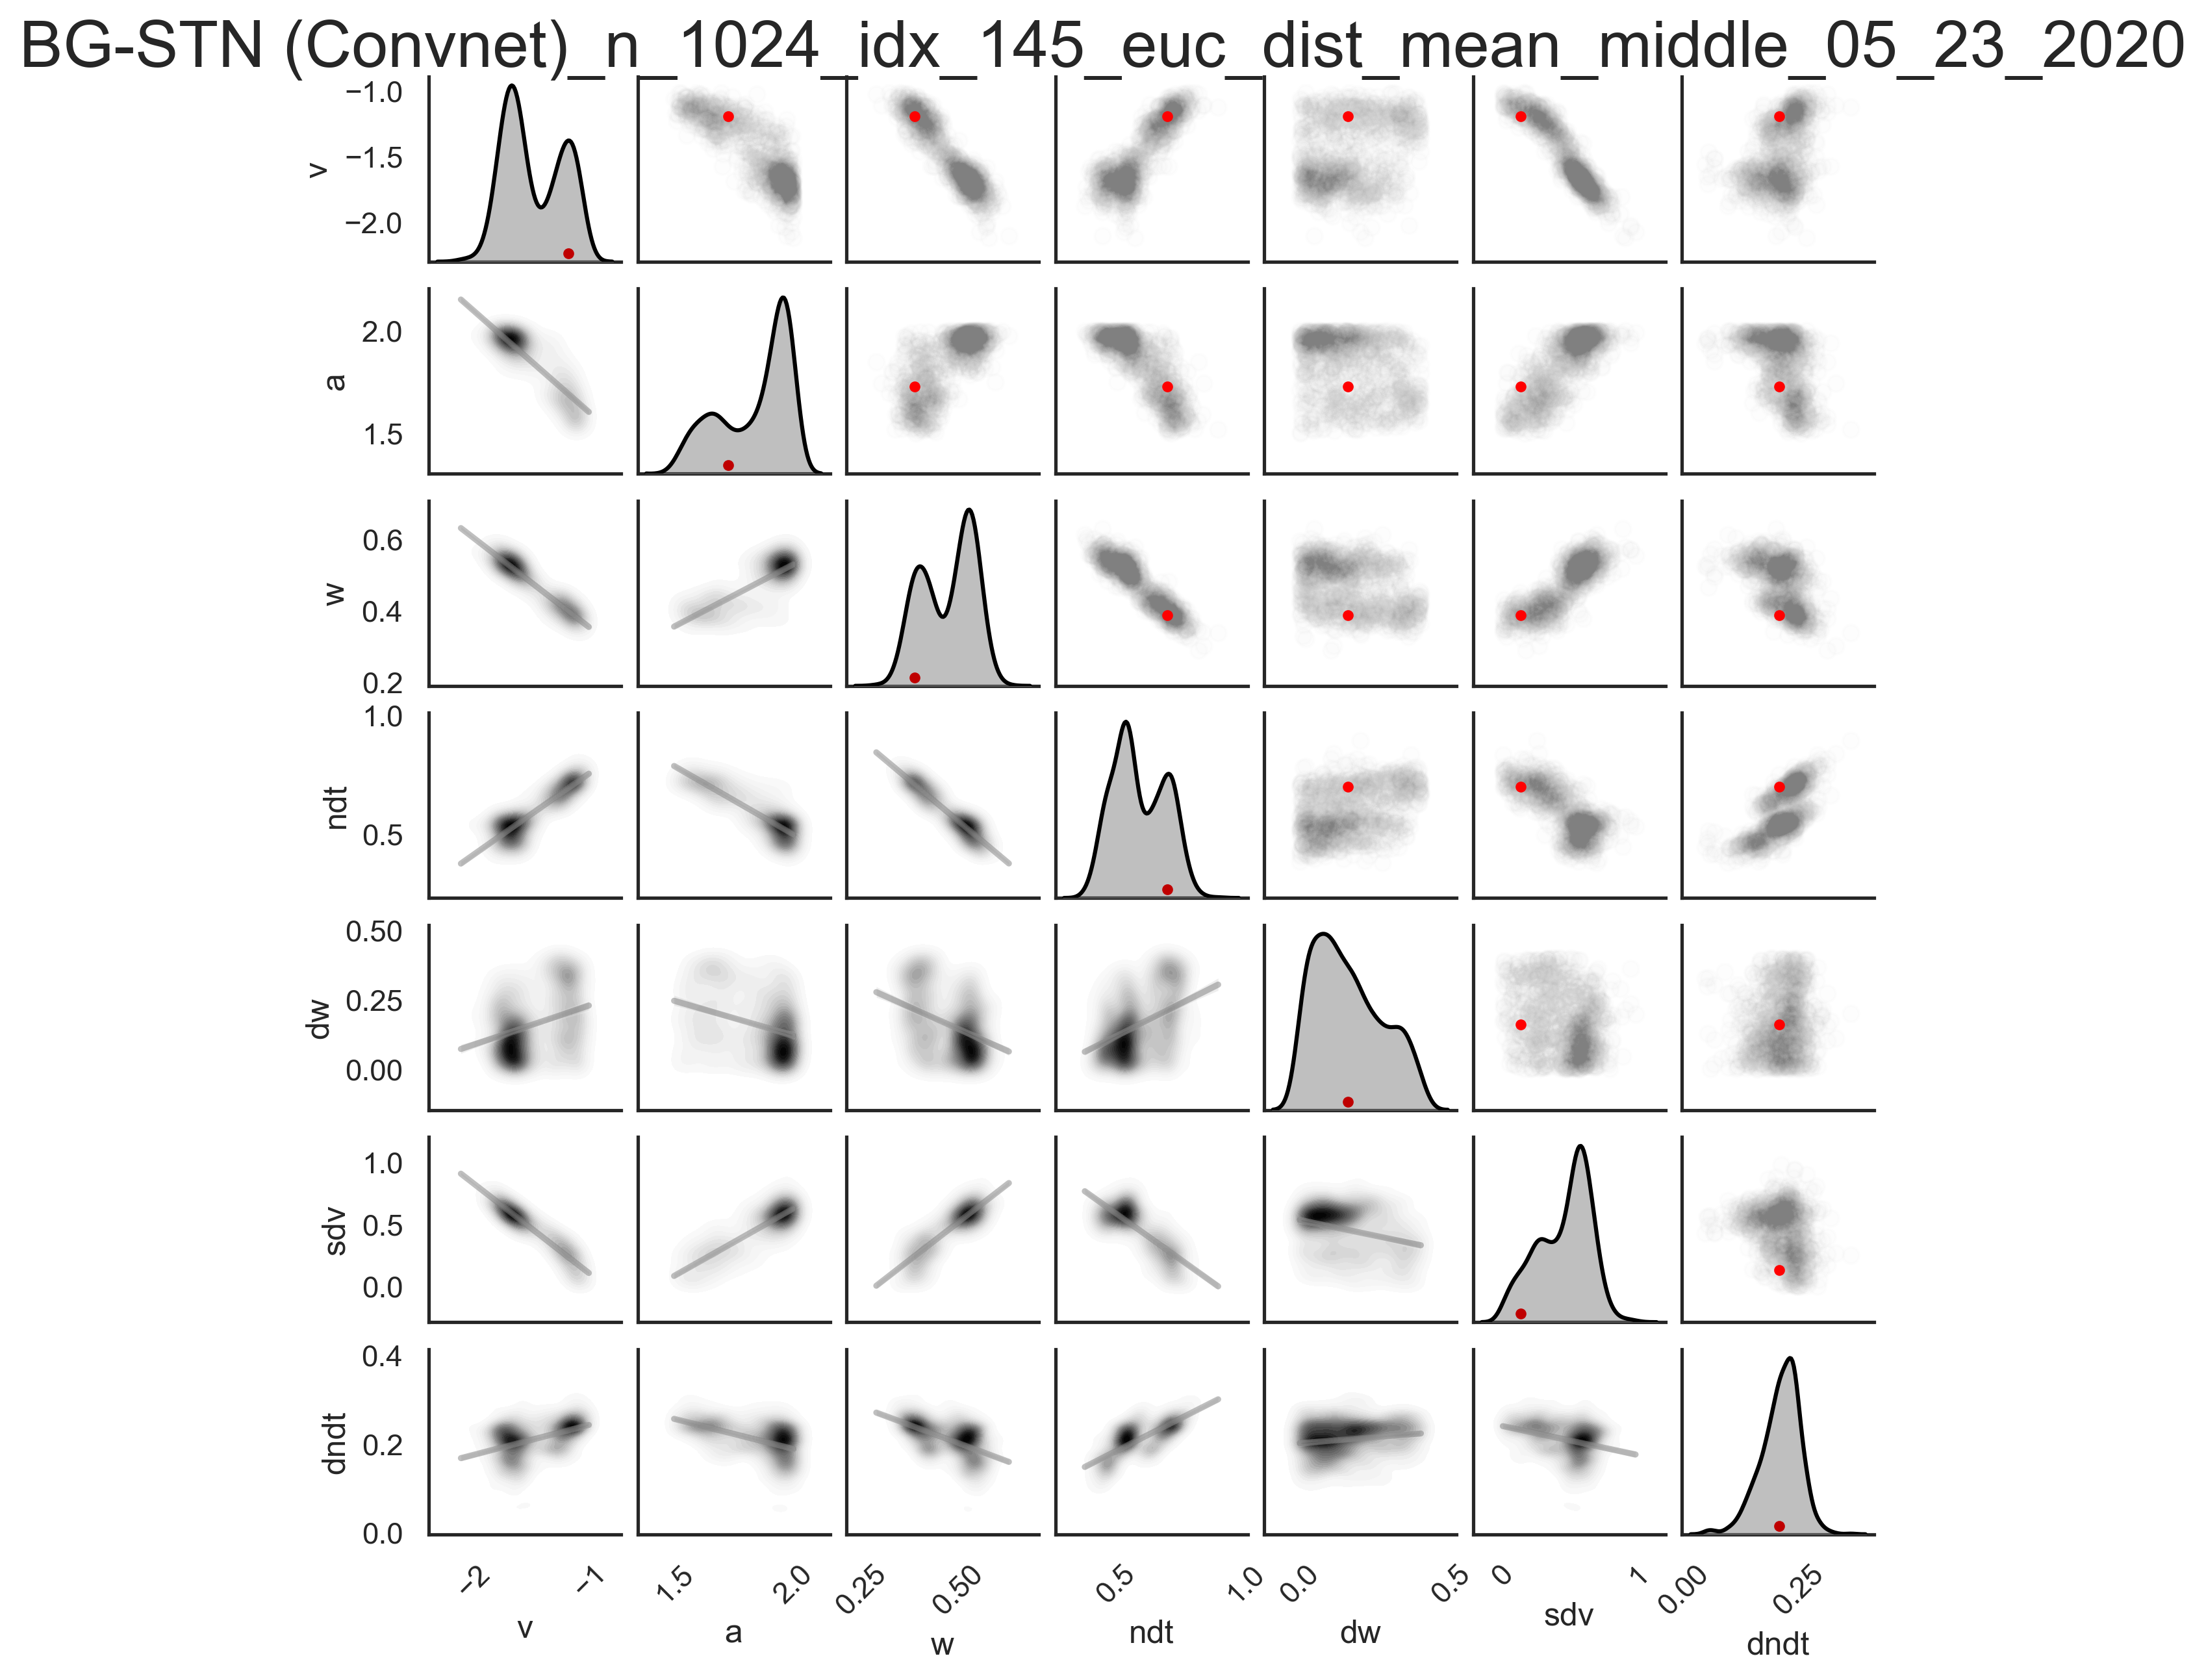 BG-STN (Convnet)_n_1024_idx_145_euc_dist_mean_middle_05_23_2020
−1.0
−1.5
−2.0
v
2.0
1.5
a
0.6
0.4
0.2
w
1.0
0.5
ndt
0.50
0.25
0.00
dw
1.0
0.5
0.0
sdv
0.4
0.2
0.0
dndt
−2 −1 1.5 2.0 0.25 0.50 0.5 1.0 0.0 0.5 0 1 0.00 0.25
v a w ndt dw sdv dndt